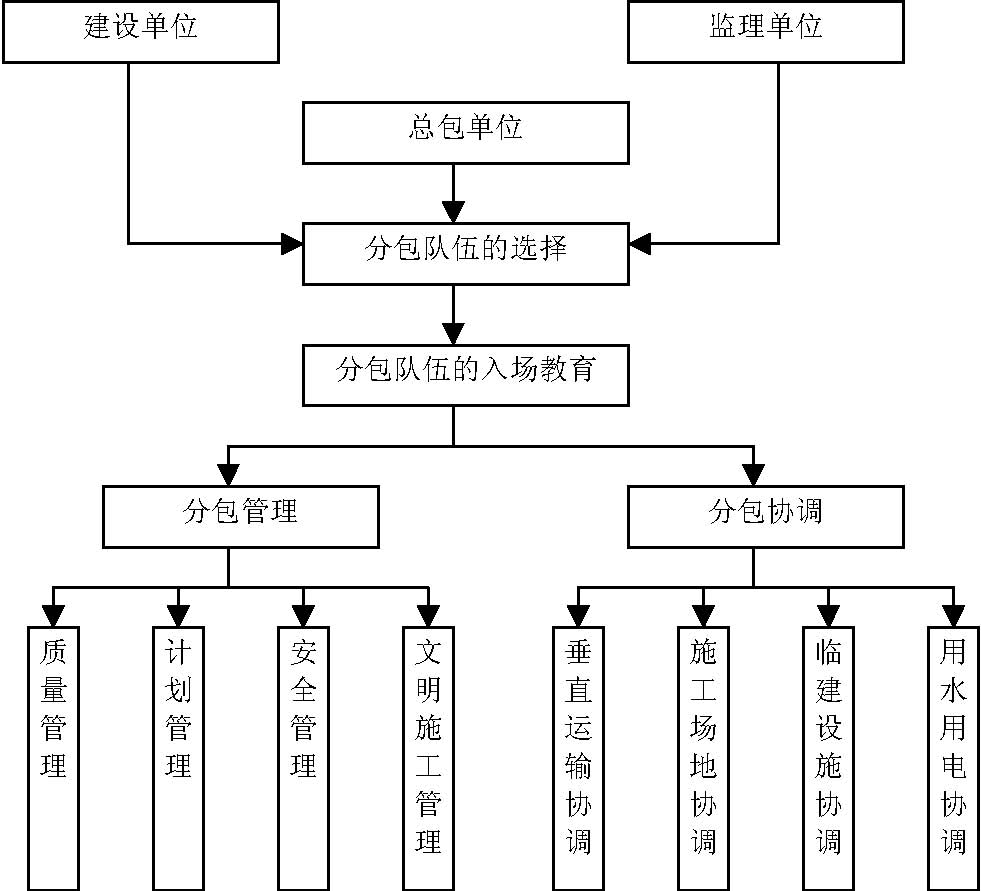 建设单位
监理单位
总包单位
分包队伍的选择
分包队伍的入场教育
分包管理
分包协调
质量管理
计划管理
安全管理
文明施工管理
垂直运输协调
施工场地协调
临建设施协调
用水用电协调